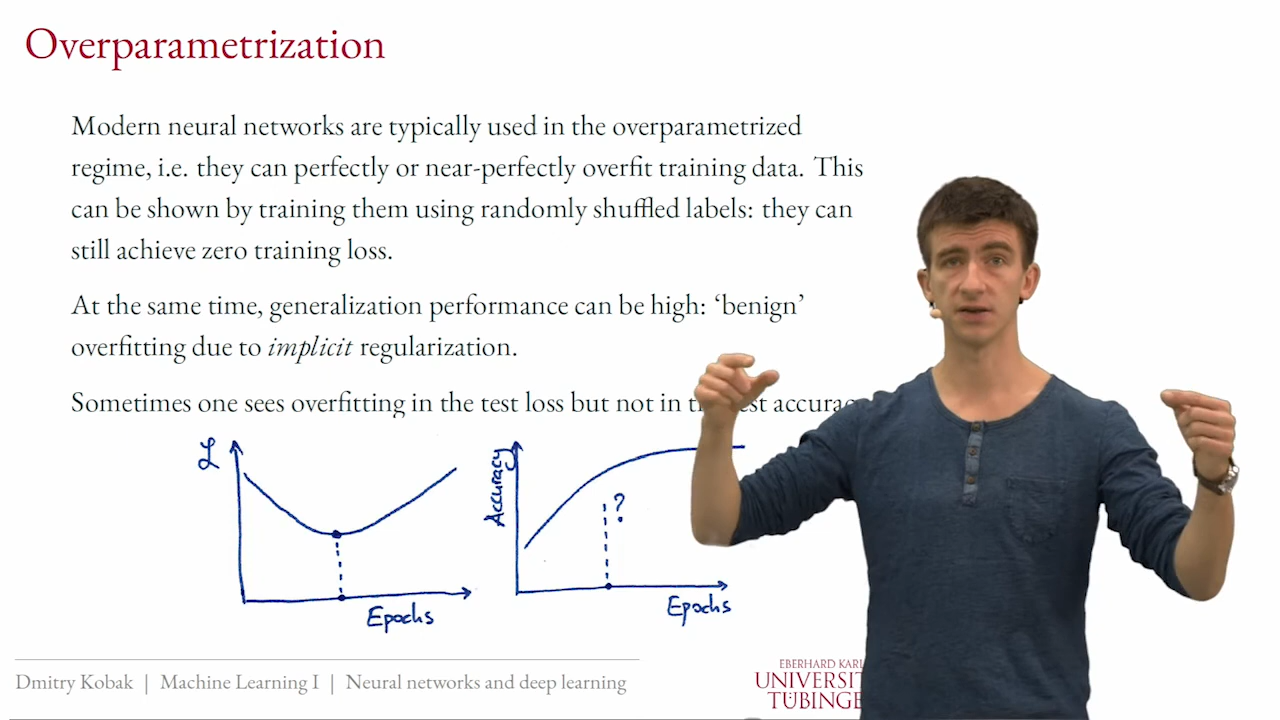 Overparametrization
Modern neural networks are typically used in the overparametrized
regime, i.e. they can perfectly or near-perfectly overfit training data. This
can be shown by training them using randomly shuffled labels: they can
still achieve zero training loss.
At the same time, generalization performance can be high: ‘benign’
overfitting due to implicit regularization.
Sometimes one sees overfitting in the test loss but not in
ℒ
Epochs
Accuracy
?
Epochs
Dmitry Kobak | Machine Learning I | Neural networks and deep learning
EBERHARD KARL
UNIVERSIT
TÜBINGE